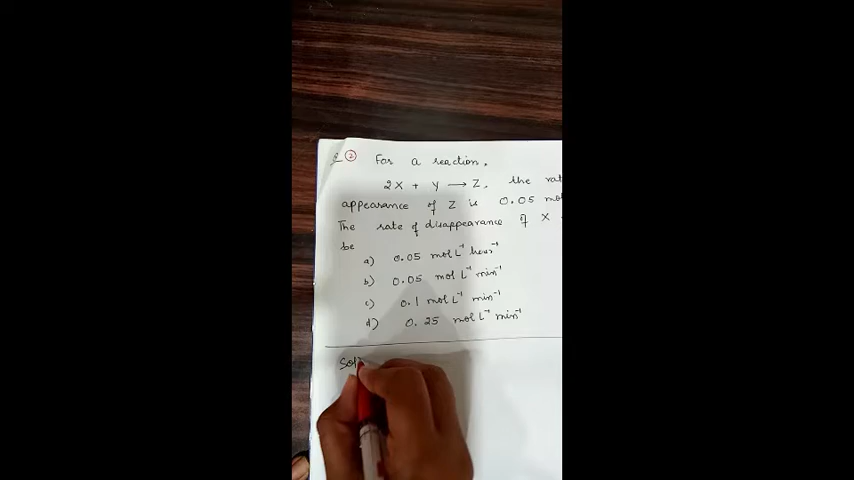 Q ② For a reaction.
2X + Y ⟶ Z, the rat
appearance of Z is 0.05 mol
The rate of disappearance of X
be
a) 0.05 mol L⁻¹ hour⁻¹
b) 0.05 mol L⁻¹ min⁻¹
c) 0.1 mol L⁻¹ min⁻¹
d) 0.25 mol L⁻¹ min⁻¹
Sol